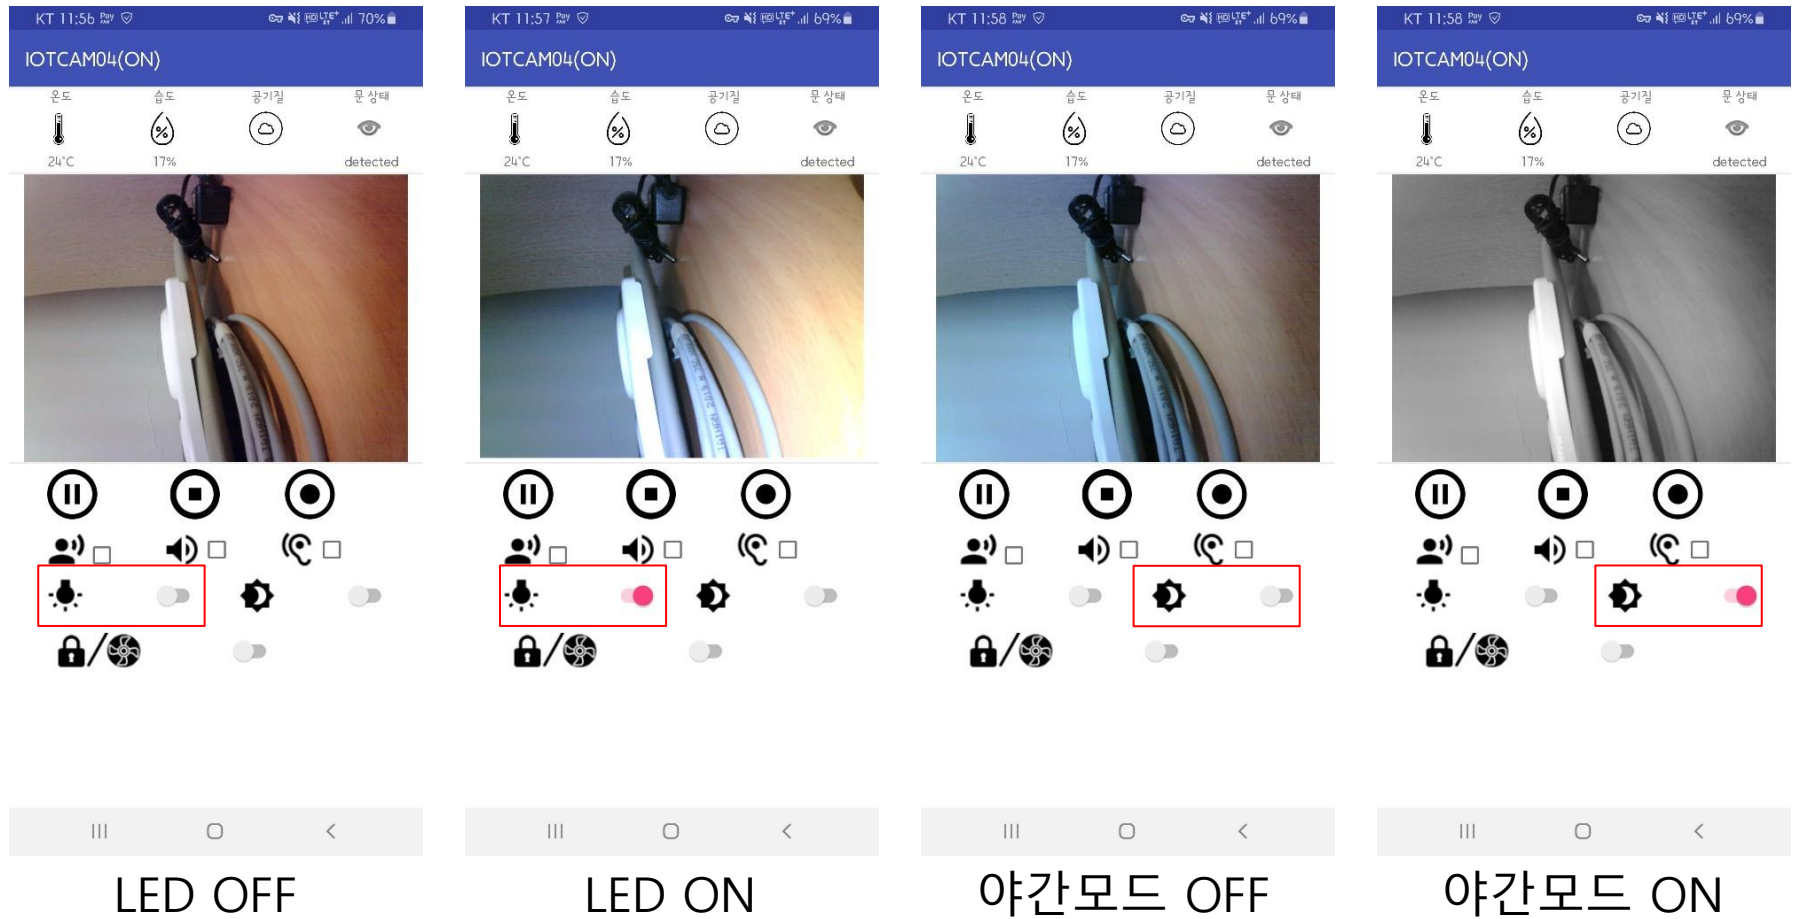 KT 11:56 Pay 70%
IOTCAM04(ON)
온도 습도 공기질 문 상태
24°C 17% detected
LED OFF
KT 11:57 Pay 69%
IOTCAM04(ON)
온도 습도 공기질 문 상태
24°C 17% detected
LED ON
KT 11:58 Pay 69%
IOTCAM04(ON)
온도 습도 공기질 문 상태
24°C 17% detected
야간모드 OFF
KT 11:58 Pay 69%
IOTCAM04(ON)
온도 습도 공기질 문 상태
24°C 17% detected
야간모드 ON